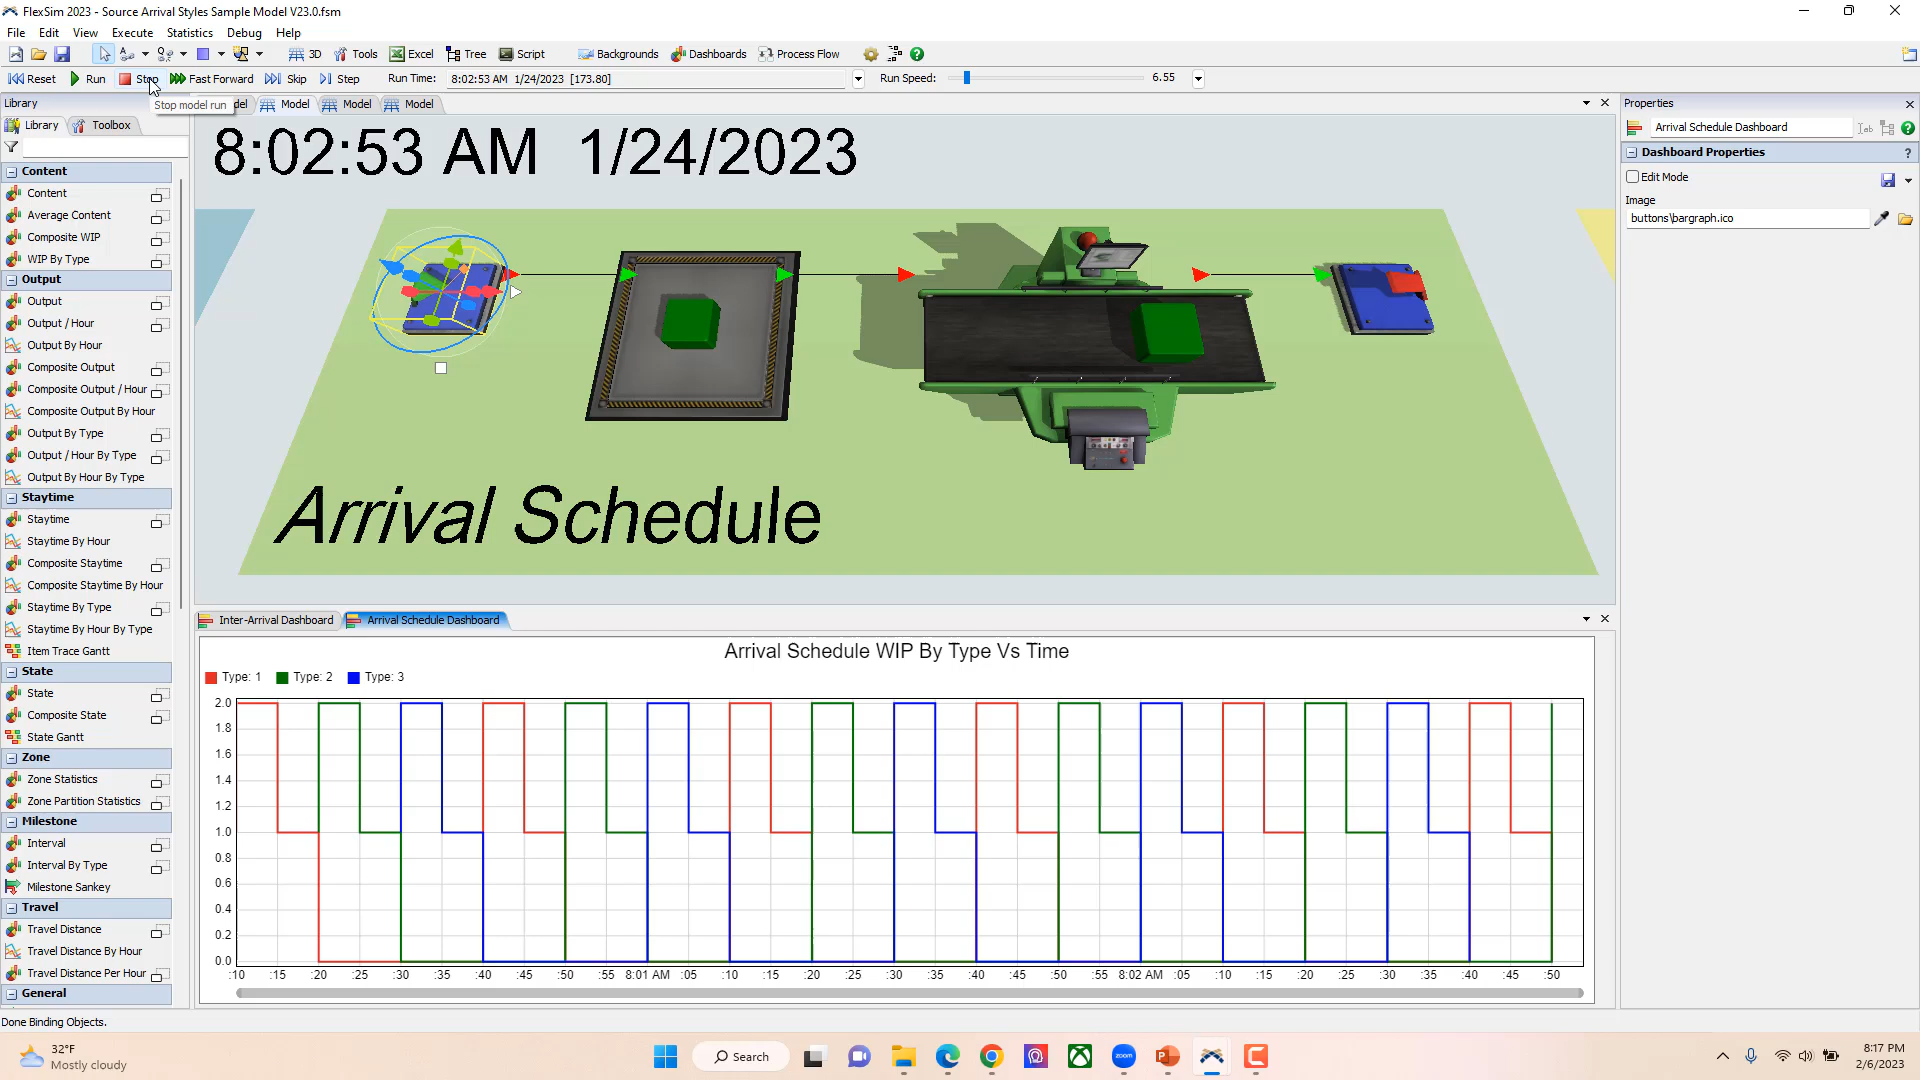 FlexSim 2023 - Source Arrival Styles Sample Model V23.0.fsm
File Edit View Execute Statistics Debug Help
3D Tools Excel Tree Script Backgrounds Dashboards Process Flow
Reset Run Stop Fast Forward Skip Step Run Time: 8:02:53 AM 1/24/2023 [173.80] Run Speed: 6.55
Stop model run
Library
Library Toolbox
Content
Content
Average Content
Composite WIP
WIP By Type
Output
Output
Output / Hour
Output By Hour
Composite Output
Composite Output / Hour
Composite Output By Hour
Output By Type
Output / Hour By Type
Output By Hour By Type
Staytime
Staytime
Staytime By Hour
Composite Staytime
Composite Staytime By Hour
Staytime By Type
Staytime By Hour By Type
Item Trace Gantt
State
State
Composite State
State Gantt
Zone
Zone Statistics
Zone Partition Statistics
Milestone
Interval
Interval By Type
Milestone Sankey
Travel
Travel Distance
Travel Distance By Hour
Travel Distance Per Hour
General
Done Binding Objects.
del Model Model Model
8:02:53 AM 1/24/2023
Arrival Schedule
Inter-Arrival Dashboard Arrival Schedule Dashboard
Arrival Schedule WIP By Type Vs Time
Type: 1 Type: 2 Type: 3
2.0
1.8
1.6
1.4
1.2
1.0
0.8
0.6
0.4
0.2
0.0
:10 :15 :20 :25 :30 :35 :40 :45 :50 :55 8:01 AM :05 :10 :15 :20 :25 :30 :35 :40 :45 :50 :55 8:02 AM :05 :10 :15 :20 :25 :30 :35 :40 :45 :50
Properties
Arrival Schedule Dashboard
Dashboard Properties ?
Edit Mode
Image
buttons\bargraph.ico
32°F
Mostly cloudy
Search
zoom
8:17 PM
2/6/2023